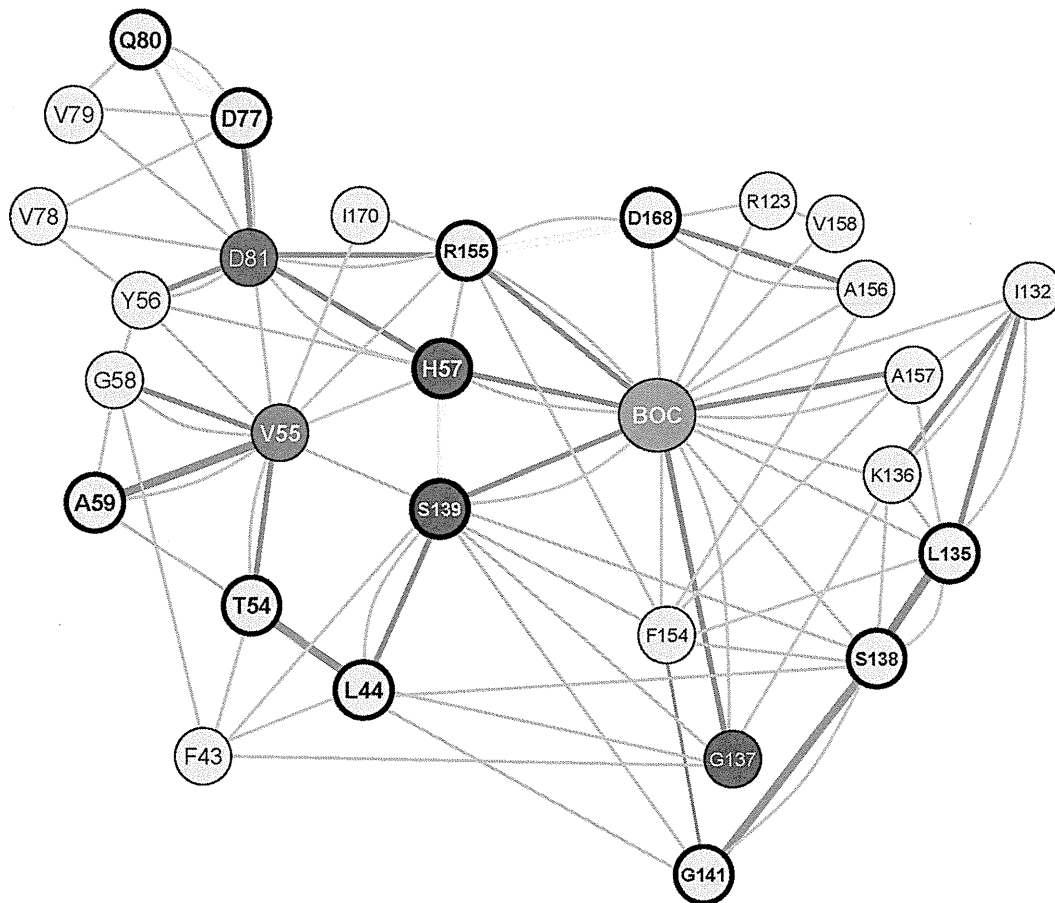 Q80
V79
D77
V78
I170
R155
D168
R123
V158
D81
Y56
A156
I132
G58
H57
A157
V55
BOC
K136
A59
S139
L135
T54
F154
S138
L44
F43
G137
G141